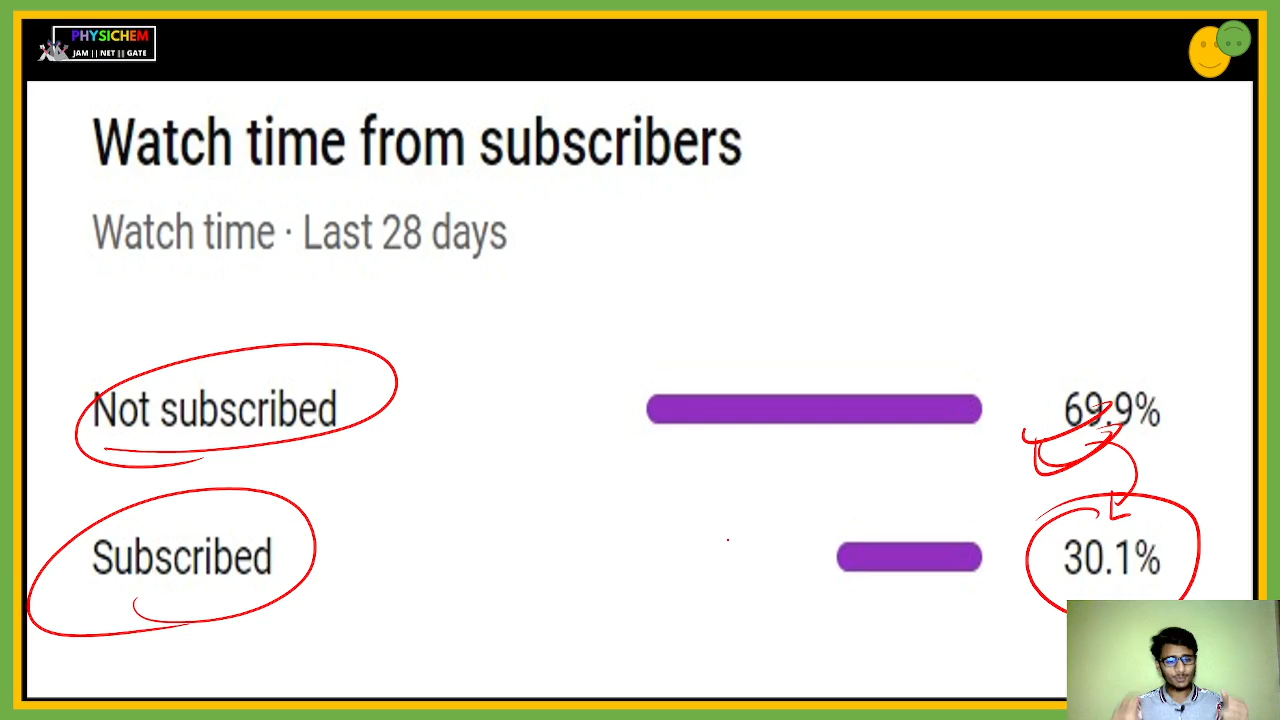 PHYSICHEM
JAM || NET || GATE
Watch time from subscribers
Watch time · Last 28 days
Not subscribed 69.9%
Subscribed 30.1%